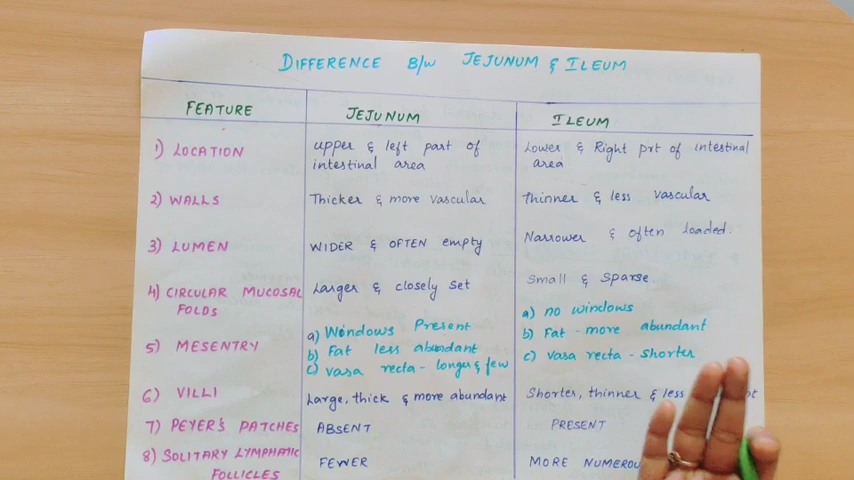 DIFFERENCE B/W JEJUNUM & ILEUM
FEATURE JEJUNUM ILEUM
1) LOCATION upper & left part of intestinal area Lower & Right prt of intestinal area
2) WALLS Thicker & more vascular thinner & less vascular
3) LUMEN WIDER & OFTEN empty Narrower & often loaded.
4) CIRCULAR MUCOSAL FOLDS Larger & closely set Small & sparse.
5) MESENTRY
a) Windows Present
b) Fat less abundant
c) vasa recta - longer & few
a) no windows
b) Fat - more abundant
c) vasa recta - shorter
6) VILLI Large, thick & more abundant Shorter, thinner & less
7) PEYER'S PATCHES ABSENT PRESENT
8) SOLITARY LYMPHATIC FOLLICLES FEWER MORE